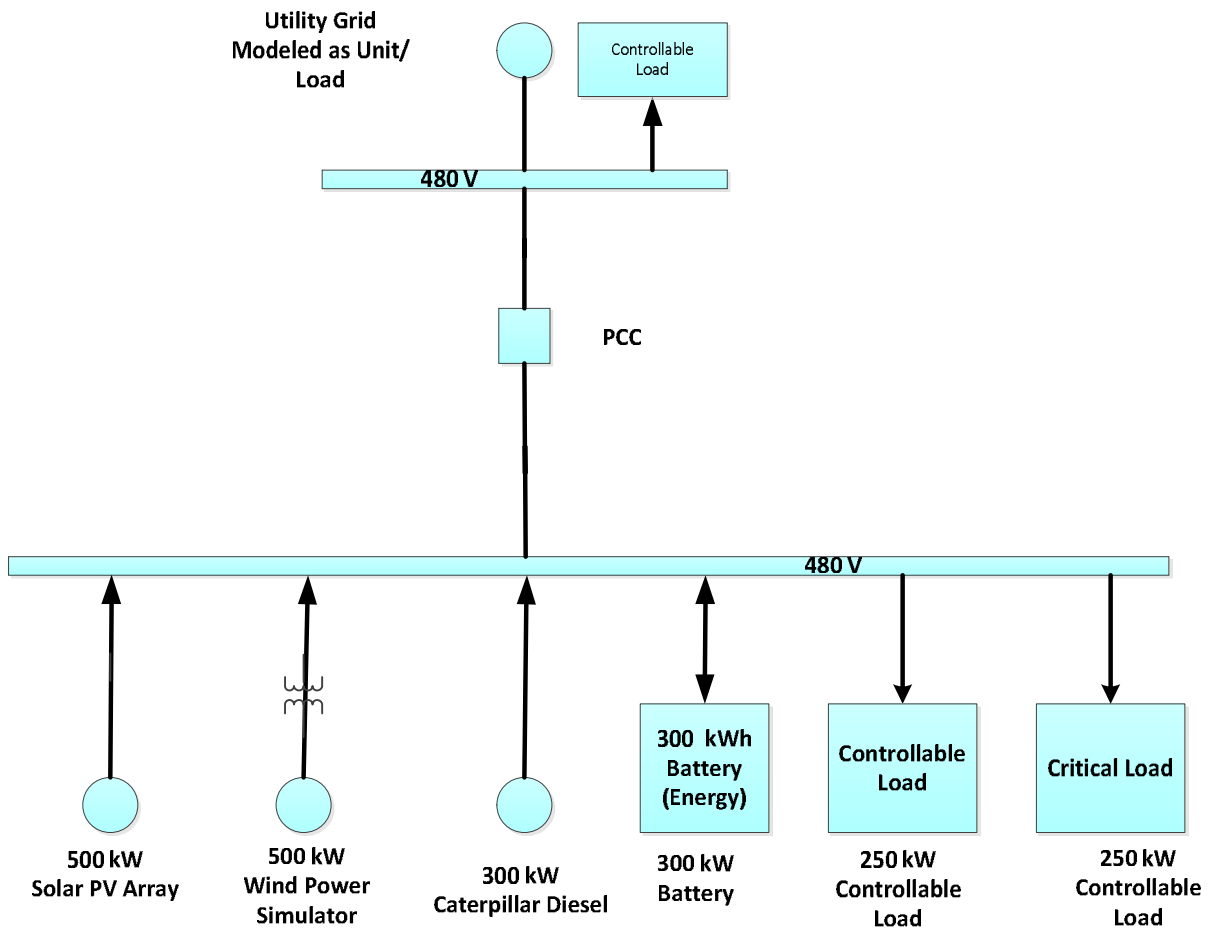 Utility Grid
Modeled as Unit/
Load
Controllable
Load
480 V
PCC
480 V
300 kWh
Battery
(Energy)
Controllable
Load
Critical Load
500 kW
Solar PV Array
500 kW
Wind Power
Simulator
300 kW
Caterpillar Diesel
300 kW
Battery
250 kW
Controllable
Load
250 kW
Controllable
Load